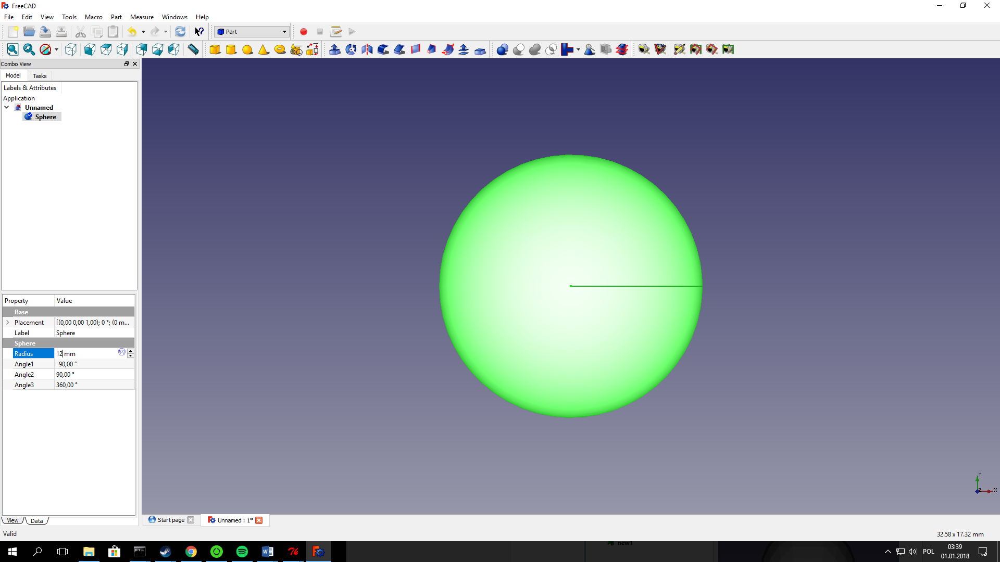 FreeCAD
File Edit View Tools Macro Part Measure Windows Help
Part
Combo View
Model Tasks
Labels & Attributes
Application
Unnamed
Sphere
Property Value
Base
Placement [(0,00 0,00 1,00); 0 °; (0 m...
Label Sphere
Sphere
Radius 12 mm
Angle1 -90,00 °
Angle2 90,00 °
Angle3 360,00 °
View Data
Y
Z X
Start page Unnamed : 1*
Valid
32.58 x 17.32 mm
new1
POL
03:39
01.01.2018